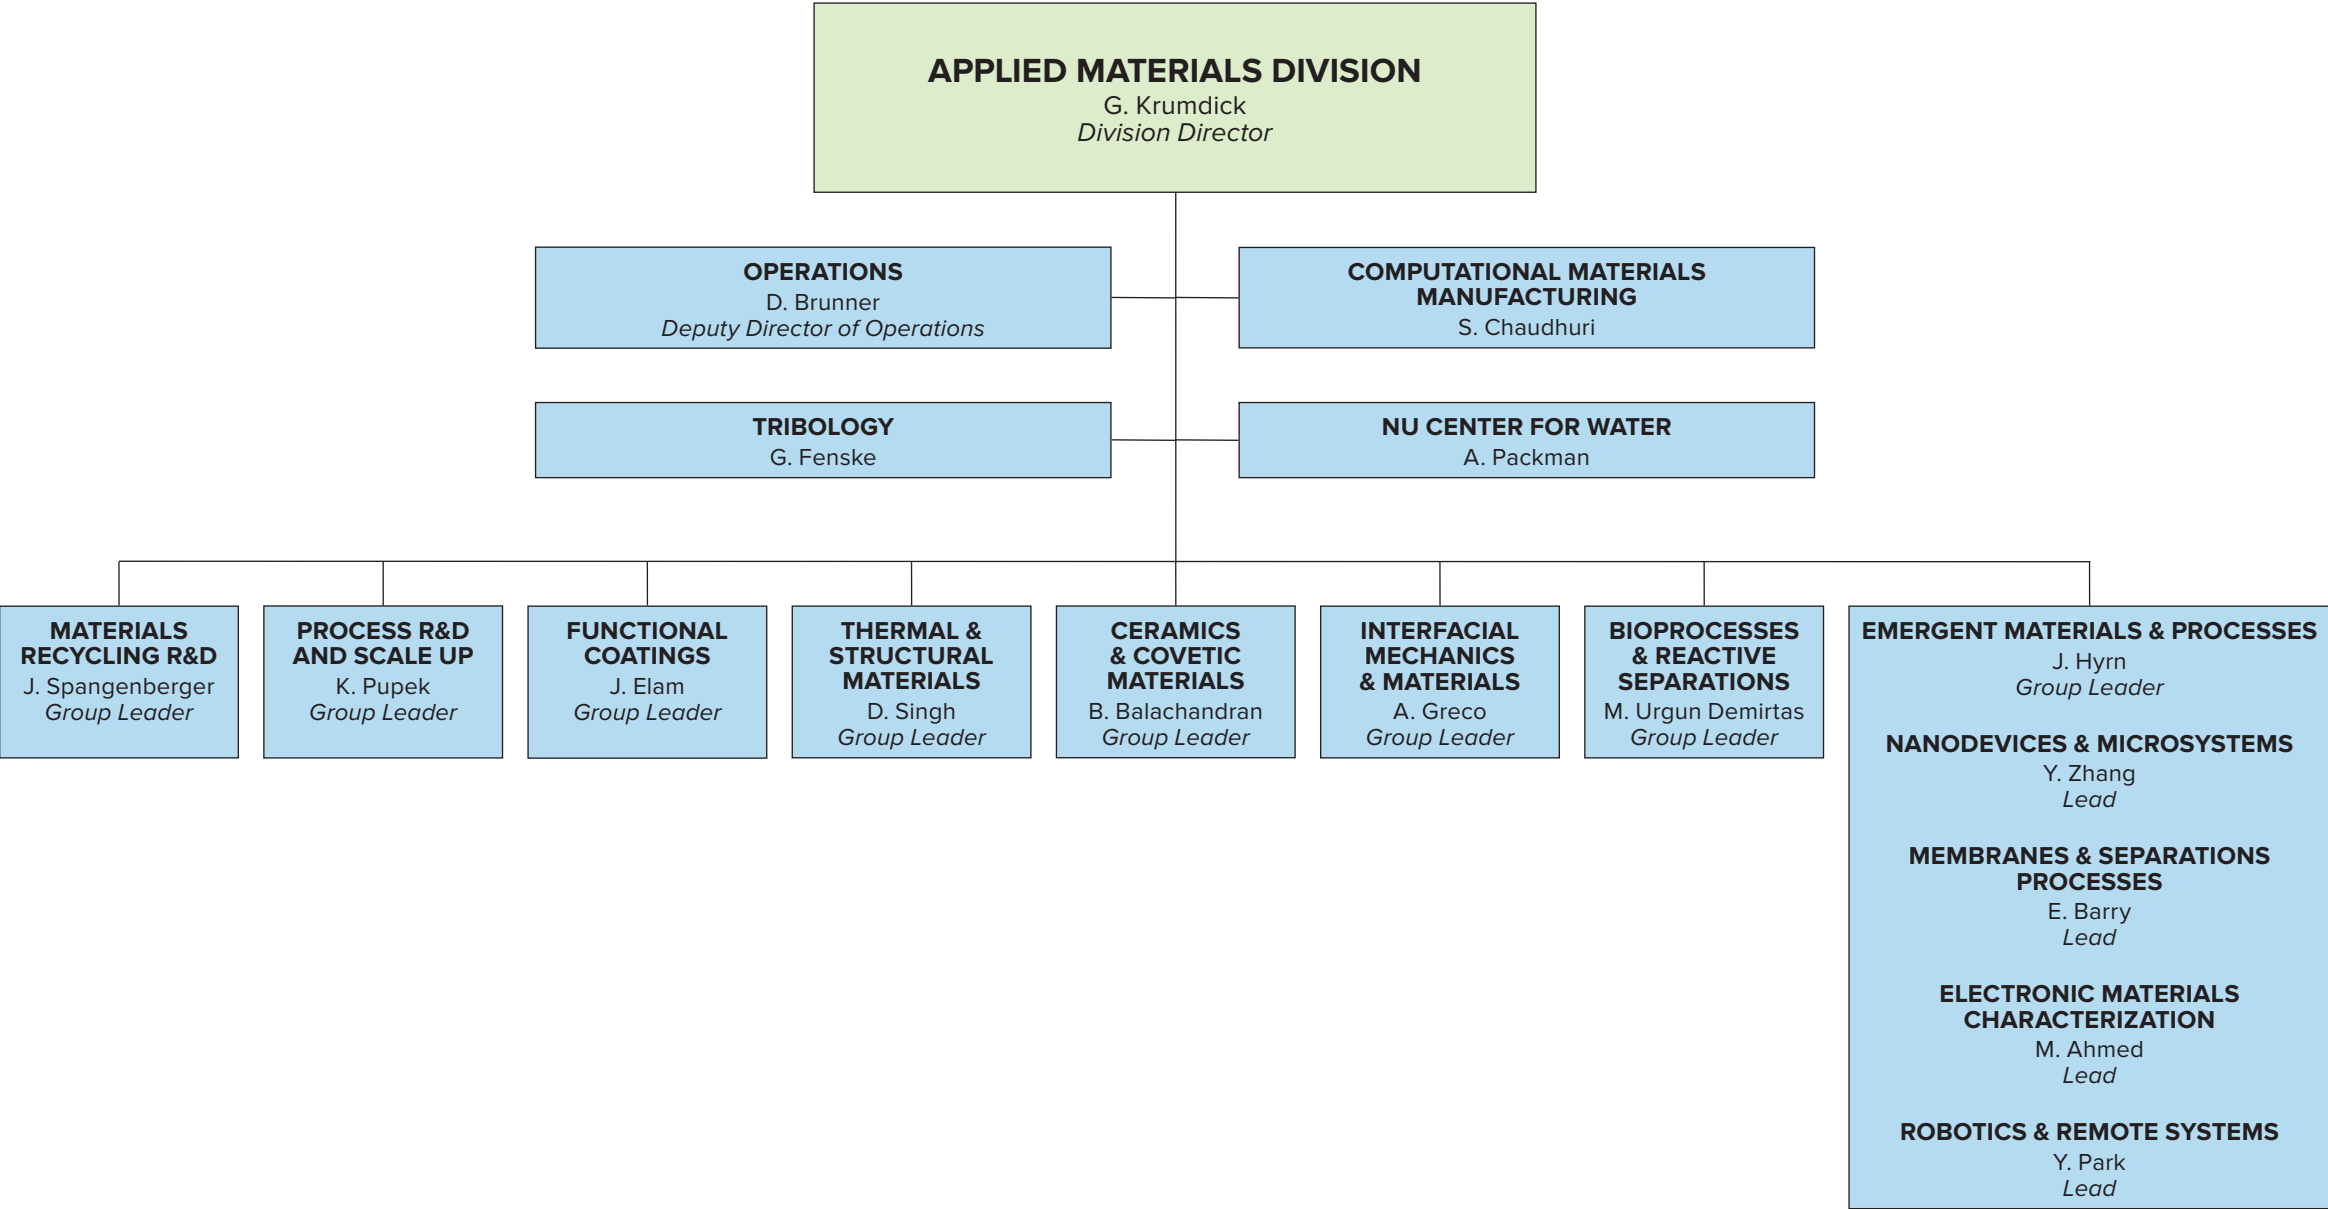 APPLIED MATERIALS DIVISION
G. Krumdick
Division Director
OPERATIONS
D. Brunner
Deputy Director of Operations
COMPUTATIONAL MATERIALS
MANUFACTURING
S. Chaudhuri
TRIBOLOGY
G. Fenske
NU CENTER FOR WATER
A. Packman
MATERIALS
RECYCLING R&D
J. Spangenberger
Group Leader
PROCESS R&D
AND SCALE UP
K. Pupek
Group Leader
FUNCTIONAL
COATINGS
J. Elam
Group Leader
THERMAL &
STRUCTURAL
MATERIALS
D. Singh
Group Leader
CERAMICS
& COVETIC
MATERIALS
B. Balachandran
Group Leader
INTERFACIAL
MECHANICS
& MATERIALS
A. Greco
Group Leader
BIOPROCESSES
& REACTIVE
SEPARATIONS
M. Urgun Demirtas
Group Leader
EMERGENT MATERIALS & PROCESSES
J. Hyrn
Group Leader
NANODEVICES & MICROSYSTEMS
Y. Zhang
Lead
MEMBRANES & SEPARATIONS
PROCESSES
E. Barry
Lead
ELECTRONIC MATERIALS
CHARACTERIZATION
M. Ahmed
Lead
ROBOTICS & REMOTE SYSTEMS
Y. Park
Lead